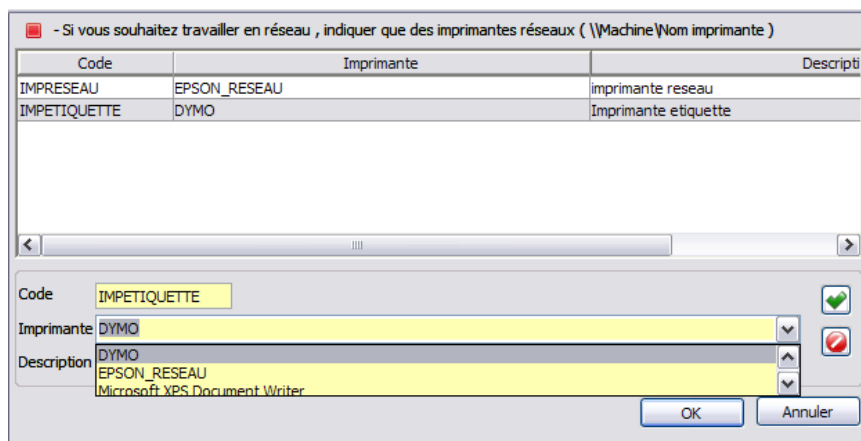 - Si vous souhaitez travailler en réseau , indiquer que des imprimantes réseaux ( \\Machine\Nom imprimante )
Code Imprimante Descripti
IMPRESEAU EPSON_RESEAU imprimante reseau
IMPETIQUETTE DYMO Imprimante etiquette
Code IMPETIQUETTE
Imprimante DYMO
Description DYMO
EPSON_RESEAU
Microsoft XPS Document Writer
OK Annuler